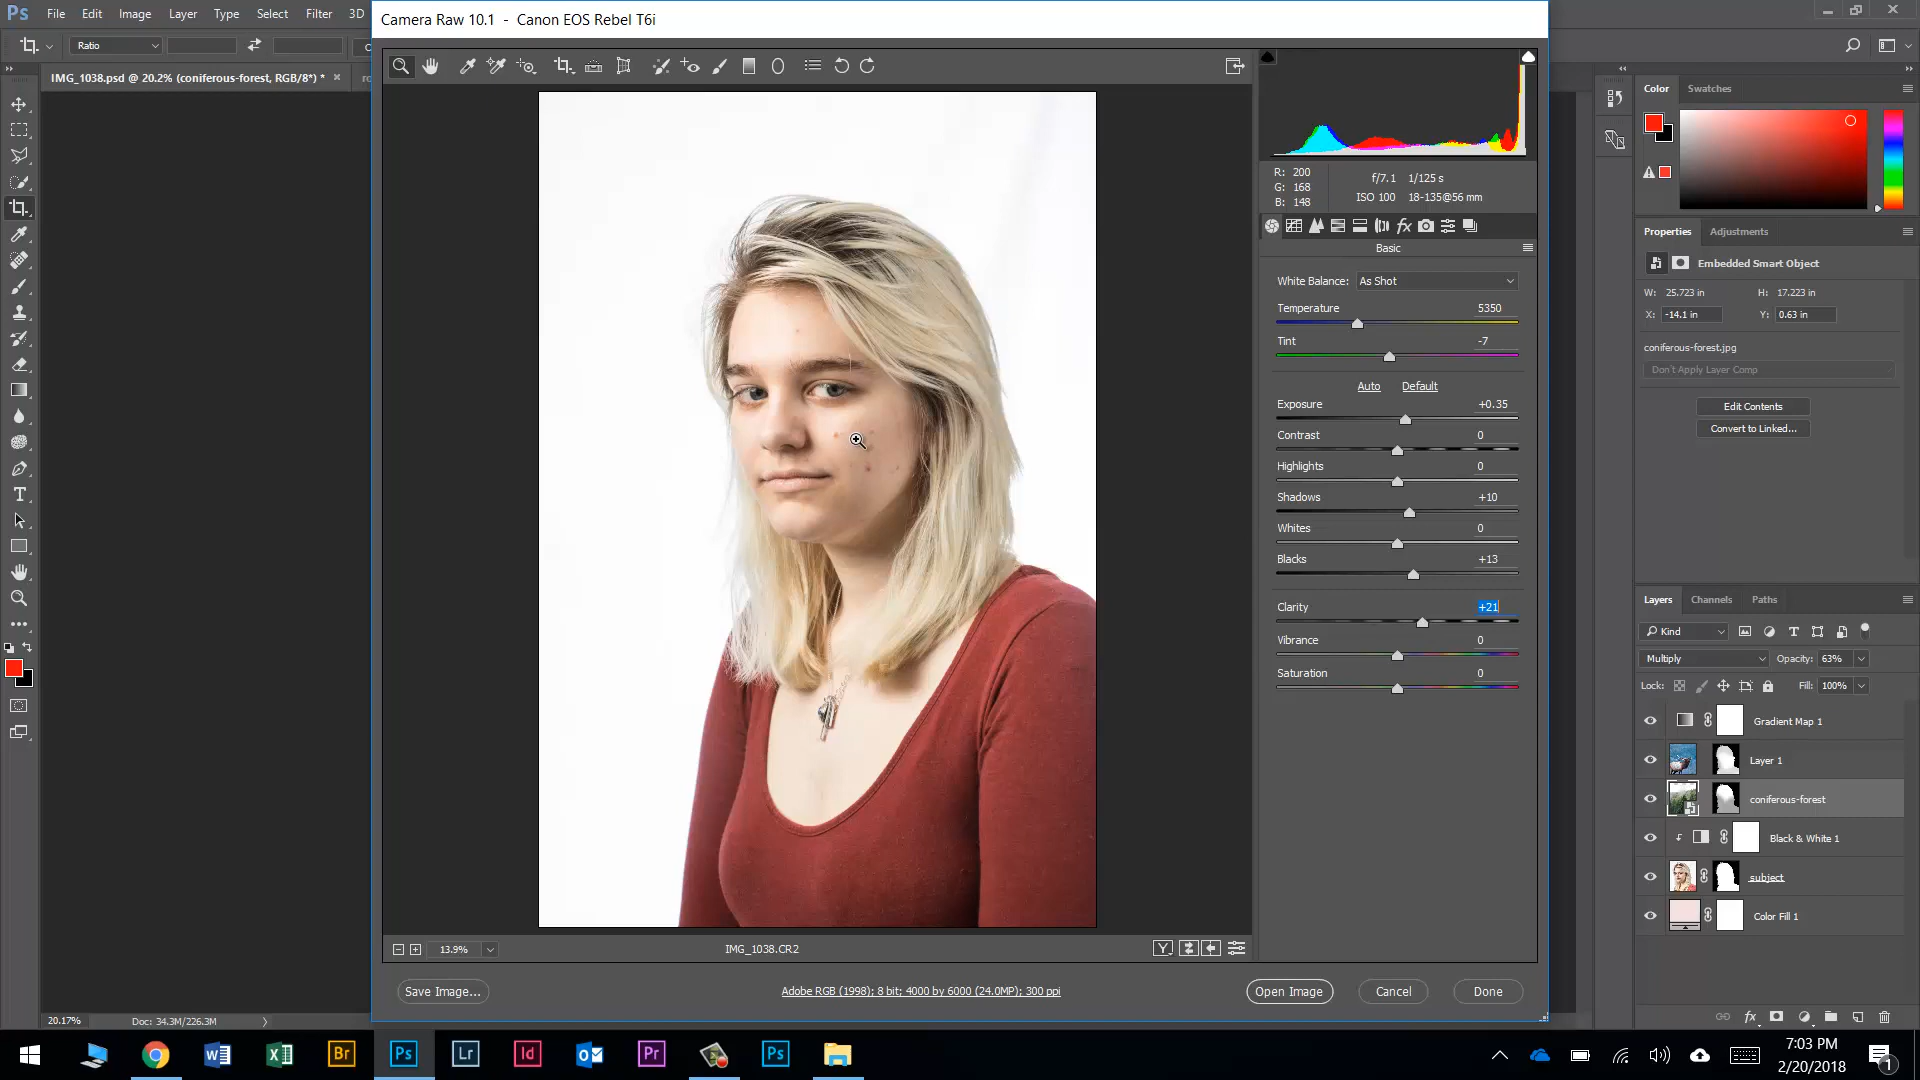 Ps File Edit Image Layer Type Select Filter 3D
Camera Raw 10.1 - Canon EOS Rebel T6i
Ratio
IMG_1038.psd @ 20.2% (coniferous-forest, RGB/8*) *
R: 200
G: 168
B: 148
f/7.1 1/125 s
ISO 100 18-135@56 mm
Basic
White Balance: As Shot
Temperature 5350
Tint -7
Auto Default
Exposure +0.35
Contrast 0
Highlights 0
Shadows +10
Whites 0
Blacks +13
Clarity +21
Vibrance 0
Saturation 0
13.9%
IMG_1038.CR2
Save Image...
Adobe RGB (1998); 8 bit; 4000 by 6000 (24.0MP); 300 ppi
Open Image Cancel Done
Color Swatches
Properties Adjustments
Embedded Smart Object
W: 25.723 in H: 17.223 in
X: -14.1 in Y: 0.63 in
coniferous-forest.jpg
Don't Apply Layer Comp
Edit Contents
Convert to Linked...
Layers Channels Paths
Kind
Multiply Opacity: 63%
Lock: Fill: 100%
Gradient Map 1
Layer 1
coniferous-forest
Black & White 1
subject
Color Fill 1
20.17% Doc: 34.3M/226.3M
Br Ps Lr Id Pr Ps
7:03 PM
2/20/2018
1